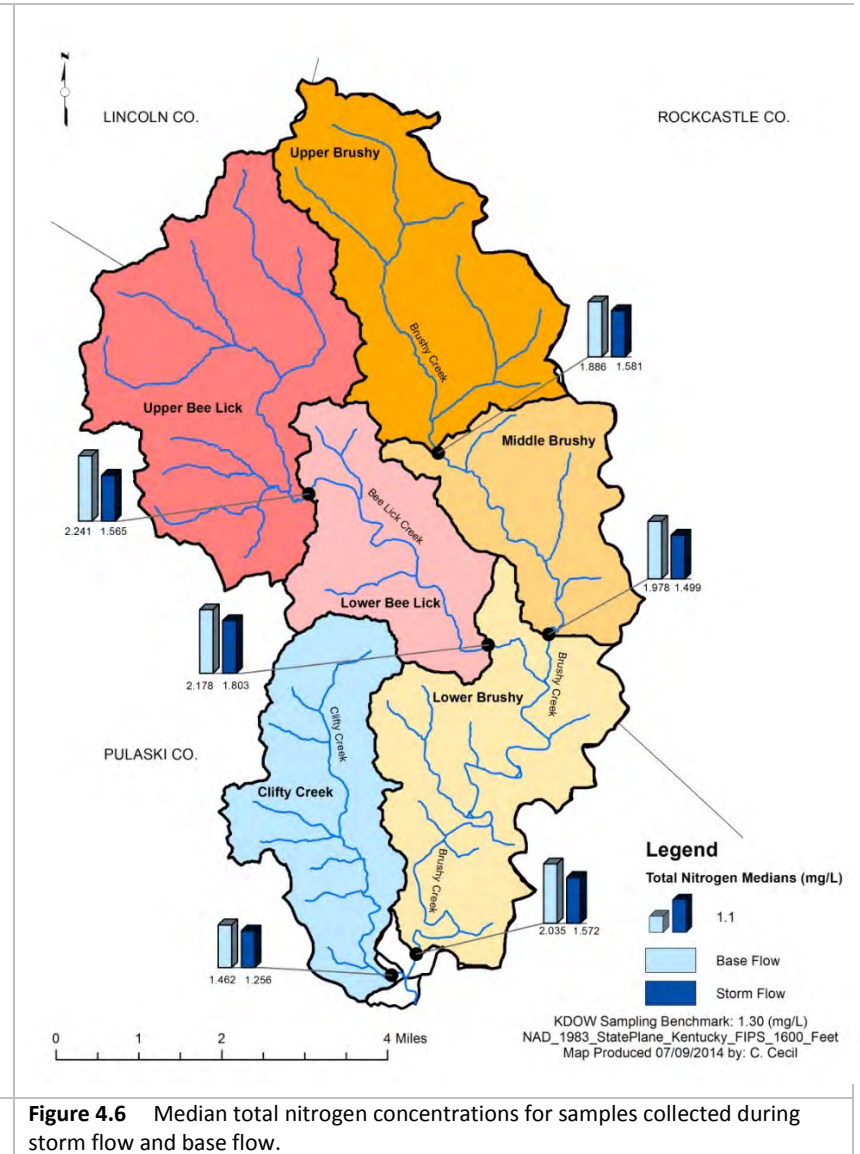 N
LINCOLN CO.
ROCKCASTLE CO.
Upper Brushy
Brushy Creek
1.886 1.581
Upper Bee Lick
Middle Brushy
2.241 1.565
Bee Lick Creek
1.978 1.499
Lower Bee Lick
2.178 1.803
Brushy Creek
Lower Brushy
Clifty Creek
PULASKI CO.
Clifty Creek
Brushy Creek
2.035 1.572
1.462 1.256
Legend
Total Nitrogen Medians (mg/L)
1.1
Base Flow
Storm Flow
0 1 2 4 Miles
KDOW Sampling Benchmark: 1.30 (mg/L)
NAD_1983_StatePlane_Kentucky_FIPS_1600_Feet
Map Produced 07/09/2014 by: C. Cecil
Figure 4.6 Median total nitrogen concentrations for samples collected during
storm flow and base flow.